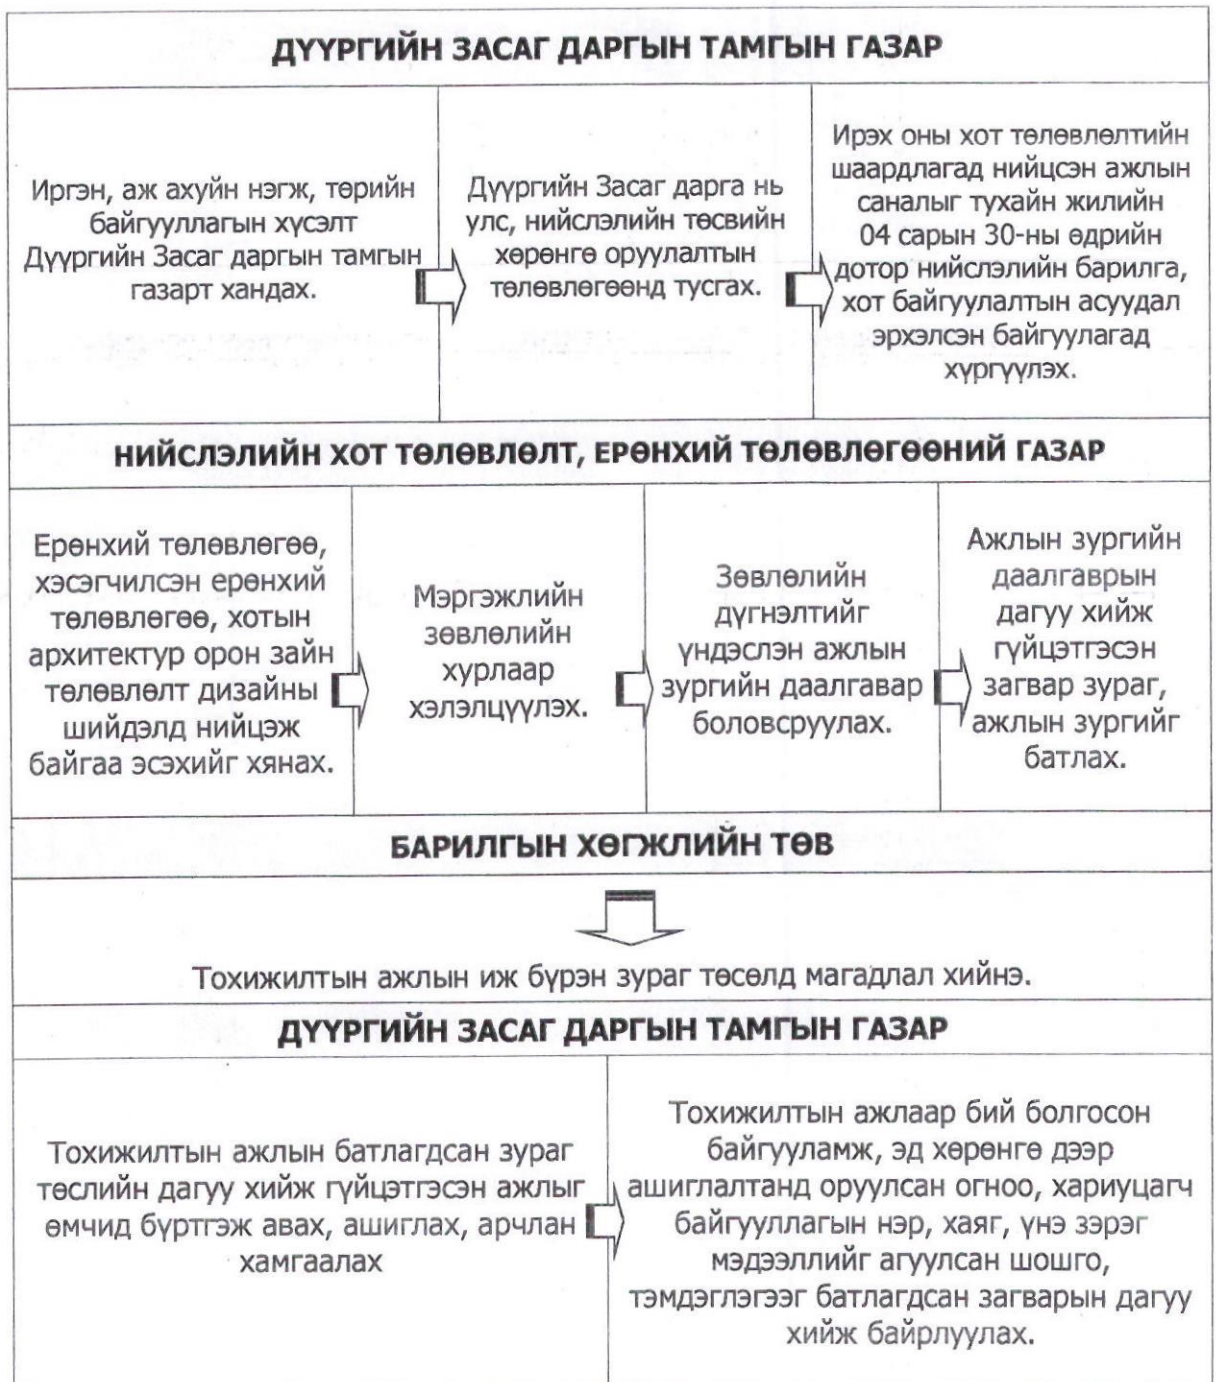 ДҮҮРГИЙН ЗАСАГ ДАРГЫН ТАМГЫН ГАЗАР
Иргэн, аж ахуйн нэгж, төрийн
байгууллагын хүсэлт
Дүүргийн Засаг даргын тамгын
газарт хандах.
Дүүргийн Засаг дарга нь
улс, нийслэлийн төсвийн
хөрөнгө оруулалтын
төлөвлөгөөнд тусгах.
Ирэх оны хот төлөвлөлтийн
шаардлагад нийцсэн ажлын
саналыг тухайн жилийн
04 сарын 30-ны өдрийн
дотор нийслэлийн барилга,
хот байгуулалтын асуудал
эрхэлсэн байгуулагад
хүргүүлэх.
НИЙСЛЭЛИЙН ХОТ ТӨЛӨВЛӨЛТ, ЕРӨНХИЙ ТӨЛӨВЛӨГӨӨНИЙ ГАЗАР
Ерөнхий төлөвлөгөө,
хэсэгчилсэн ерөнхий
төлөвлөгөө, хотын
архитектур орон зайн
төлөвлөлт дизайны
шийдэлд нийцэж
байгаа эсэхийг хянах.
Мэргэжлийн
зөвлөлийн
хурлаар
хэлэлцүүлэх.
Зөвлөлийн
дүгнэлтийг
үндэслэн ажлын
зургийн даалгавар
боловсруулах.
Ажлын зургийн
даалгаврын
дагуу хийж
гүйцэтгэсэн
загвар зураг,
ажлын зургийг
батлах.
БАРИЛГЫН ХӨГЖЛИЙН ТӨВ
Тохижилтын ажлын иж бүрэн зураг төсөлд магадлал хийнэ.
ДҮҮРГИЙН ЗАСАГ ДАРГЫН ТАМГЫН ГАЗАР
Тохижилтын ажлын батлагдсан зураг
төслийн дагуу хийж гүйцэтгэсэн ажлыг
өмчид бүртгэж авах, ашиглах, арчлан
хамгаалах
Тохижилтын ажлаар бий болгосон
байгууламж, эд хөрөнгө дээр
ашиглалтанд оруулсан огноо, хариуцагч
байгууллагын нэр, хаяг, үнэ зэрэг
мэдээллийг агуулсан шошго,
тэмдэглэгээг батлагдсан загварын дагуу
хийж байрлуулах.